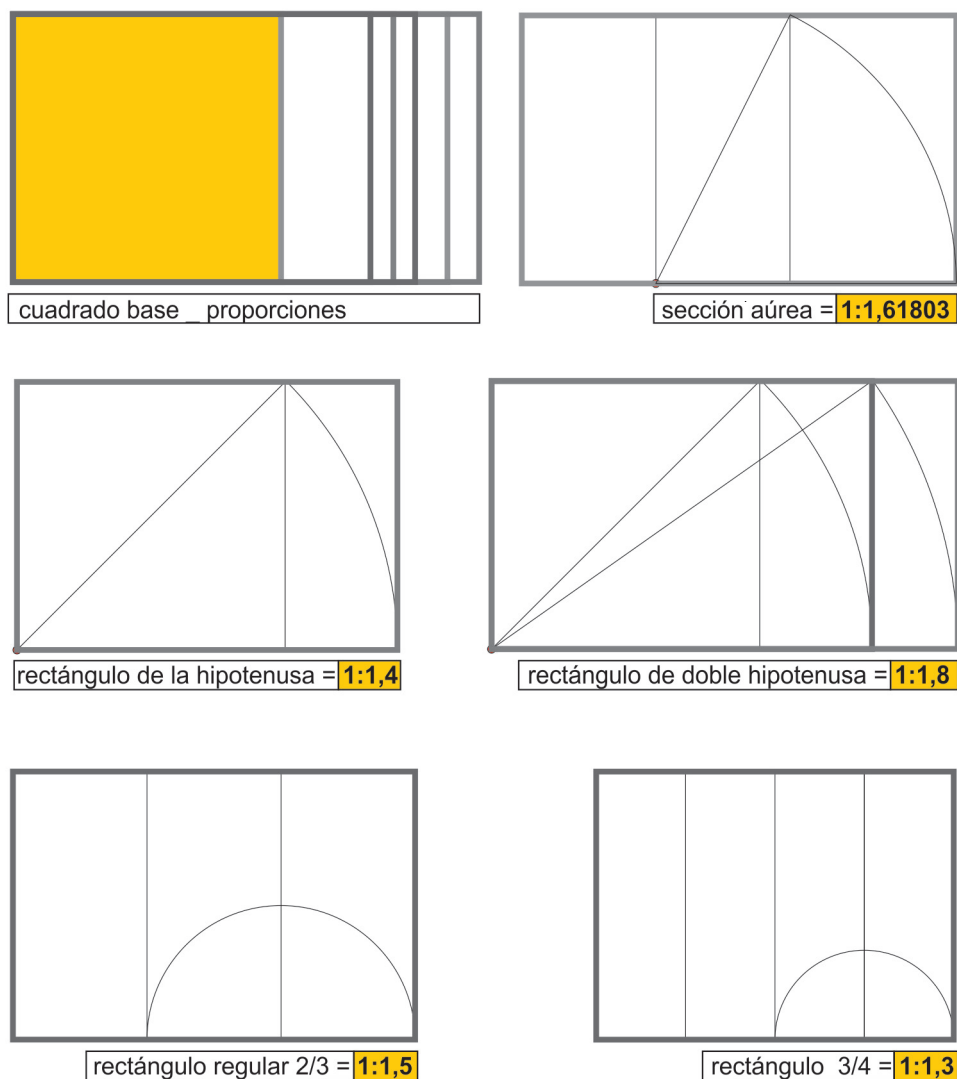 cuadrado base _ proporciones
sección aúrea = 1:1,61803
rectángulo de la hipotenusa = 1:1,4
rectángulo de doble hipotenusa = 1:1,8
rectángulo regular 2/3 = 1:1,5
rectángulo 3/4 = 1:1,3